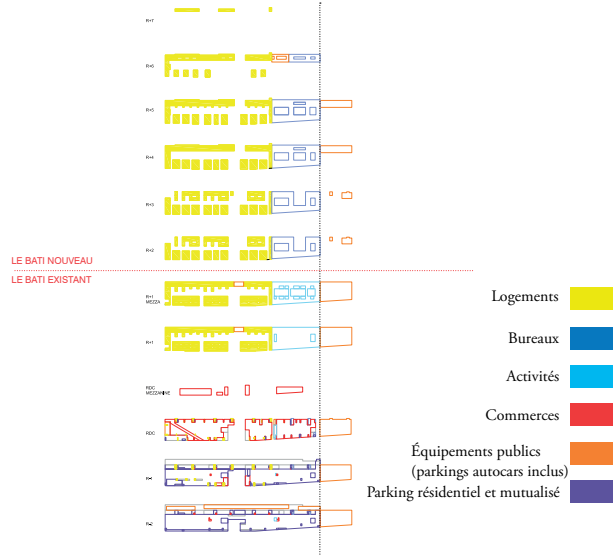 R+7
R+6
R+5
R+4
R+3
R+2
LE BATI NOUVEAU
LE BATI EXISTANT
R+1
MEZZA
R+1
RDC
MEZZANINE
RDC
R-1
R-2
Logements
Bureaux
Activités
Commerces
Équipements publics
(parkings autocars inclus)
Parking résidentiel et mutualisé